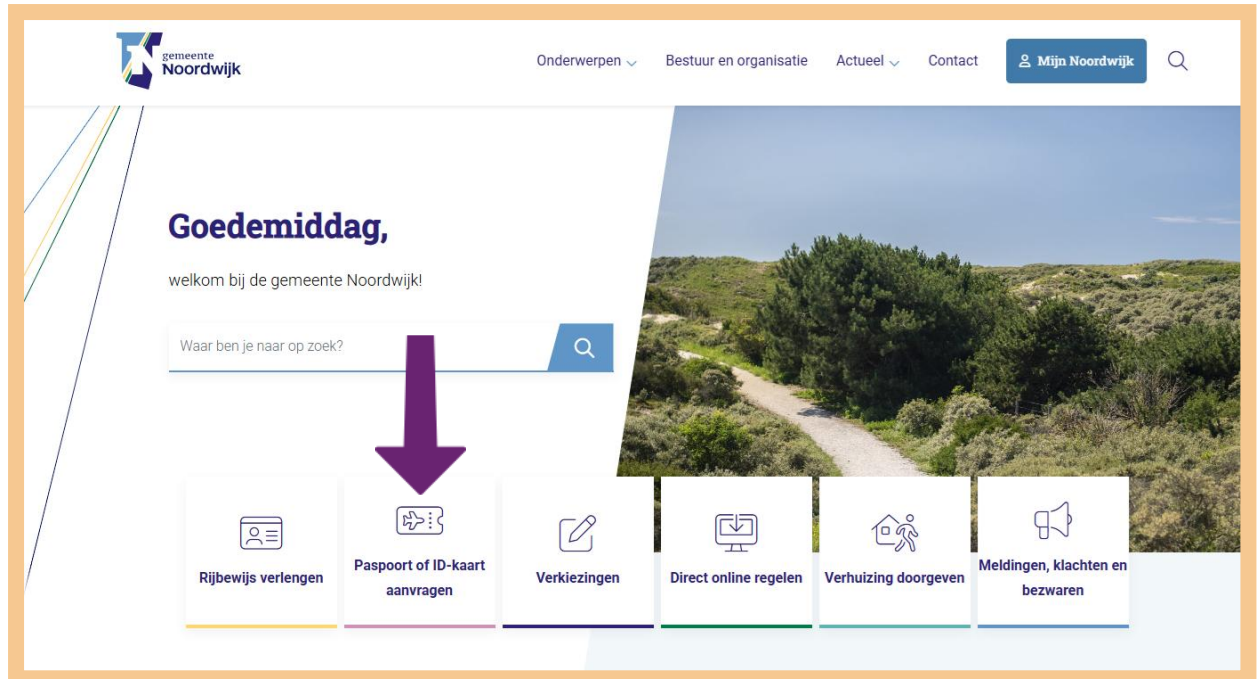 gemeente
Noordwijk
Onderwerpen
Bestuur en organisatie
Actueel
Contact
Mijn Noordwijk
Goedemiddag,
welkom bij de gemeente Noordwijk!
Waar ben je naar op zoek?
Rijbewijs verlengen
Paspoort of ID-kaart
aanvragen
Verkiezingen
Direct online regelen
Verhuizing doorgeven
Meldingen, klachten en
bezwaren